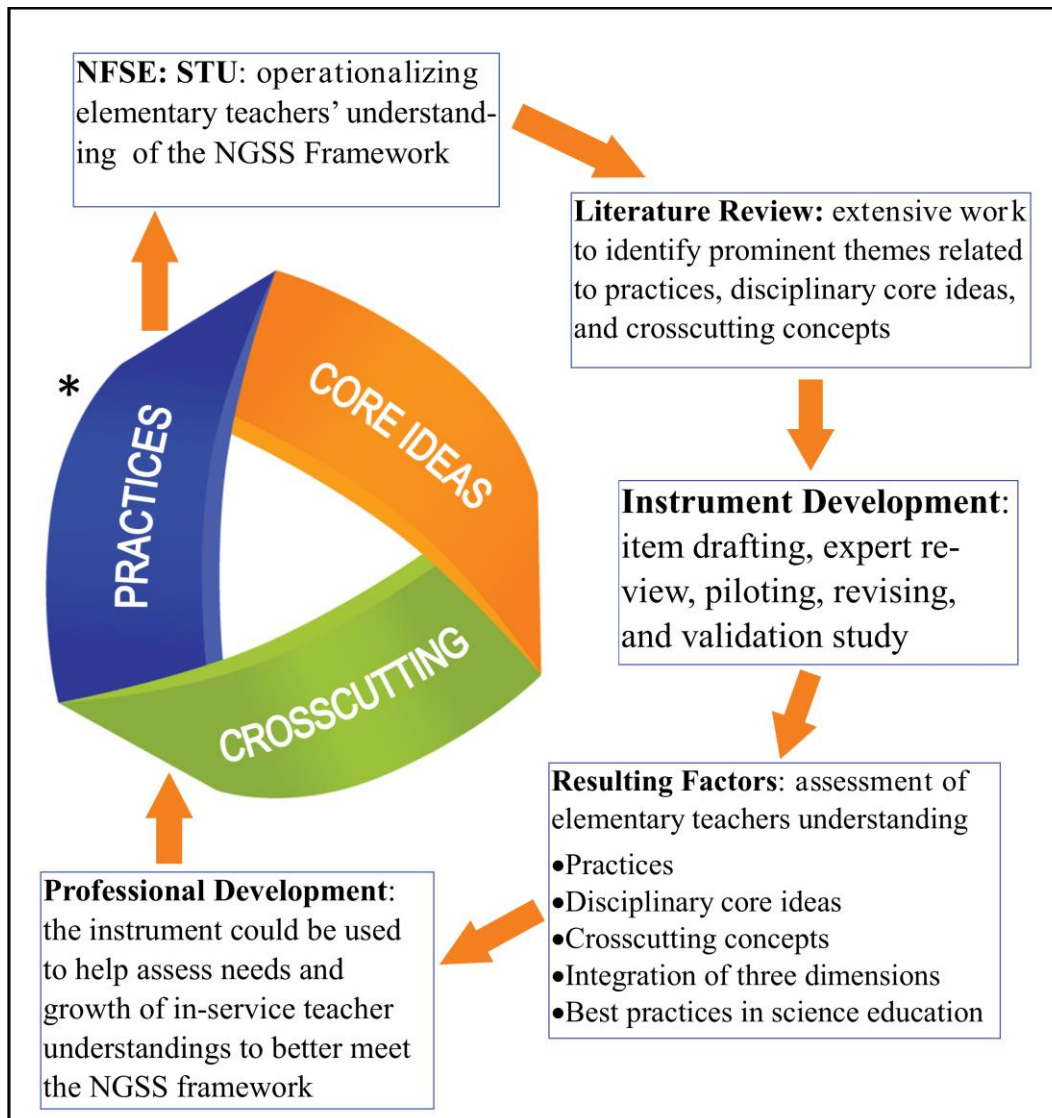 NFSE: STU: operationalizing
elementary teachers’ understand-
ing of the NGSS Framework
Literature Review: extensive work
to identify prominent themes related
to practices, disciplinary core ideas,
and crosscutting concepts
*
PRACTICES
CORE IDEAS
CROSSCUTTING
Instrument Development:
item drafting, expert re-
view, piloting, revising,
and validation study
Resulting Factors: assessment of
elementary teachers understanding
•Practices
•Disciplinary core ideas
•Crosscutting concepts
•Integration of three dimensions
•Best practices in science education
Professional Development:
the instrument could be used
to help assess needs and
growth of in-service teacher
understandings to better meet
the NGSS framework